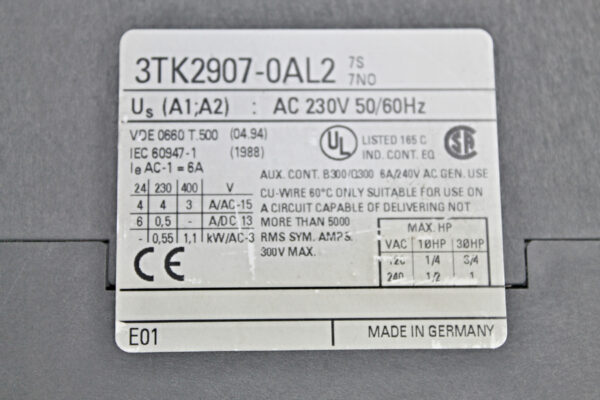 3TK2907-0AL2 7S
7NO
Us (A1;A2) : AC 230V 50/60Hz
VDE 0660 T.500 (04.94)
IEC 60947-1 (1988)
Ie AC-1 = 6A
UL LISTED 165 C
IND. CONT. EQ
SA
AUX. CONT. B300/Q300 6A/240V AC GEN. USE
CU-WIRE 60°C ONLY SUITABLE FOR USE ON
A CIRCUIT CAPABLE OF DELIVERING NOT
MORE THAN 5000
RMS SYM. AMPS.
300V MAX.
24 230 400 V
4 4 3 A/AC-15
6 0,5 - A/DC 13
- 0,55 1,1 kW/AC-3
MAX. HP
VAC 1ØHP 3ØHP
120 1/4 3/4
240 1/2 1
CE
E01
MADE IN GERMANY